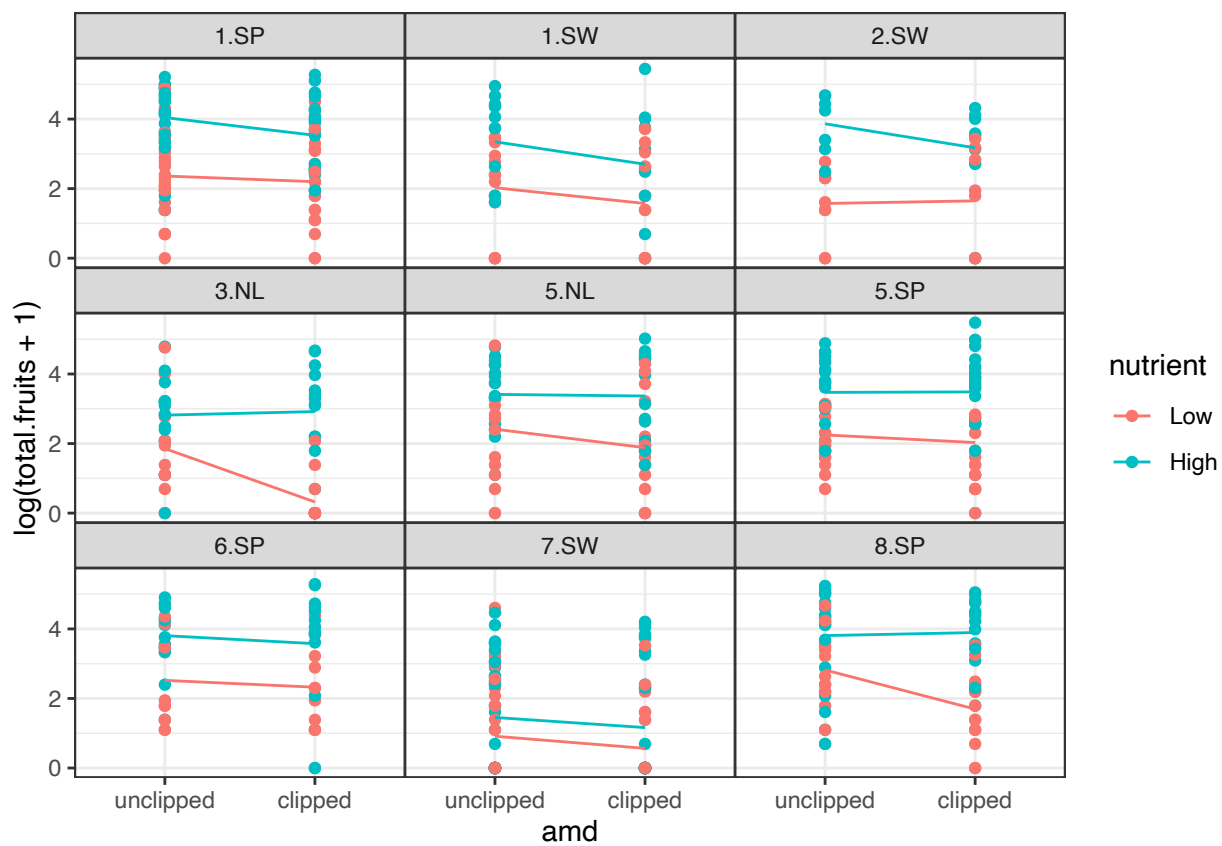 1.SP
1.SW
2.SW
4
2
0
3.NL
5.NL
5.SP
4
2
0
6.SP
7.SW
8.SP
4
2
0
unclipped
clipped
unclipped
clipped
unclipped
clipped
amd
log(total.fruits + 1)
nutrient
Low
High